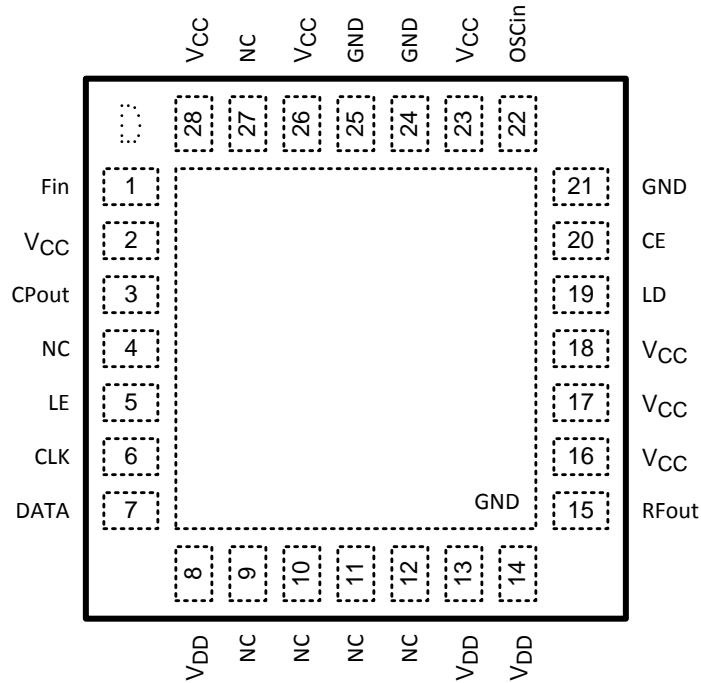 VCC NC VCC GND GND VCC OSCin
28 27 26 25 24 23 22
Fin 1 21 GND
VCC 2 20 CE
CPout 3 19 LD
NC 4 18 VCC
LE 5 17 VCC
CLK 6 16 VCC
DATA 7 GND 15 RFout
8 9 10 11 12 13 14
VDD NC NC NC NC VDD VDD